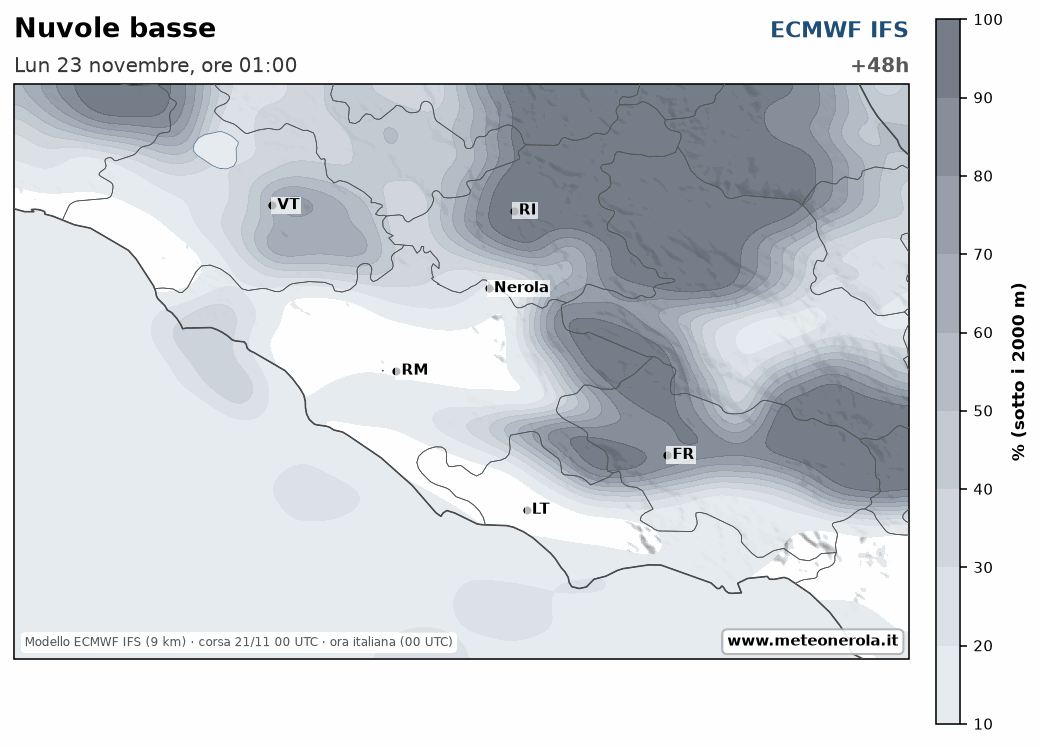 Nuvole basse
ECMWF IFS
Lun 23 novembre, ore 01:00
+48h
100
90
80
70
60
50
40
30
20
10
% (sotto i 2000 m)
VT
RI
Nerola
RM
FR
LT
Modello ECMWF IFS (9 km) · corsa 21/11 00 UTC · ora italiana (00 UTC)
www.meteonerola.it